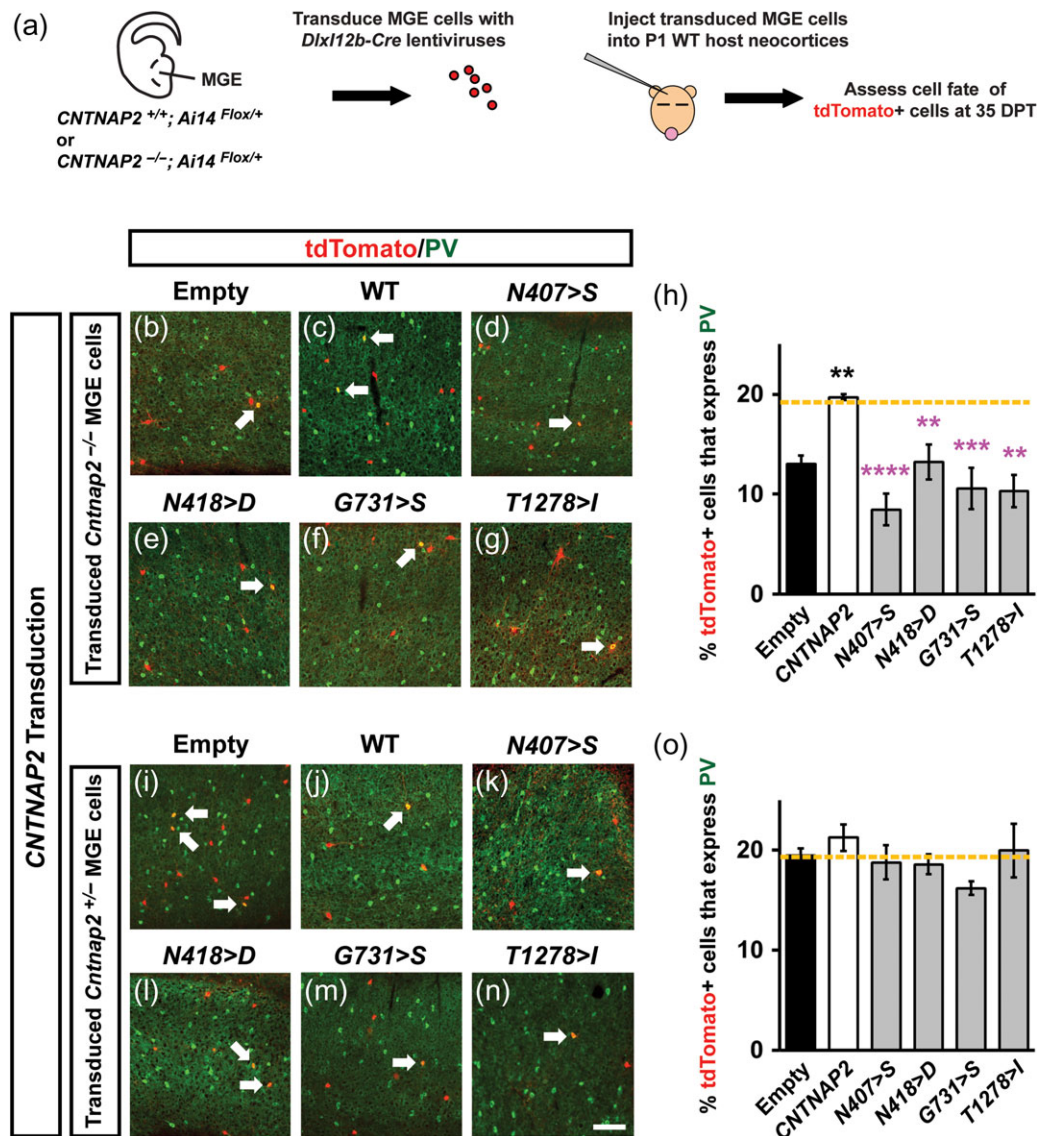 (a)
MGE
CNTNAP2 +/+; Ai14 Flox/+
or
CNTNAP2 −/−; Ai14 Flox/+
Transduce MGE cells with
Dlxl12b-Cre lentiviruses
Inject transduced MGE cells
into P1 WT host neocortices
Assess cell fate of
tdTomato+ cells at 35 DPT
CNTNAP2 Transduction
tdTomato/PV
Transduced Cntnap2 −/− MGE cells
Empty
WT
N407>S
(b)
(c)
(d)
N418>D
G731>S
T1278>I
(e)
(f)
(g)
(h)
% tdTomato+ cells that express PV
20
10
0
**
****
**
***
**
Empty
CNTNAP2
N407>S
N418>D
G731>S
T1278>I
Transduced Cntnap2 +/− MGE cells
Empty
WT
N407>S
(i)
(j)
(k)
N418>D
G731>S
T1278>I
(l)
(m)
(n)
(o)
% tdTomato+ cells that express PV
20
10
0
Empty
CNTNAP2
N407>S
N418>D
G731>S
T1278>I